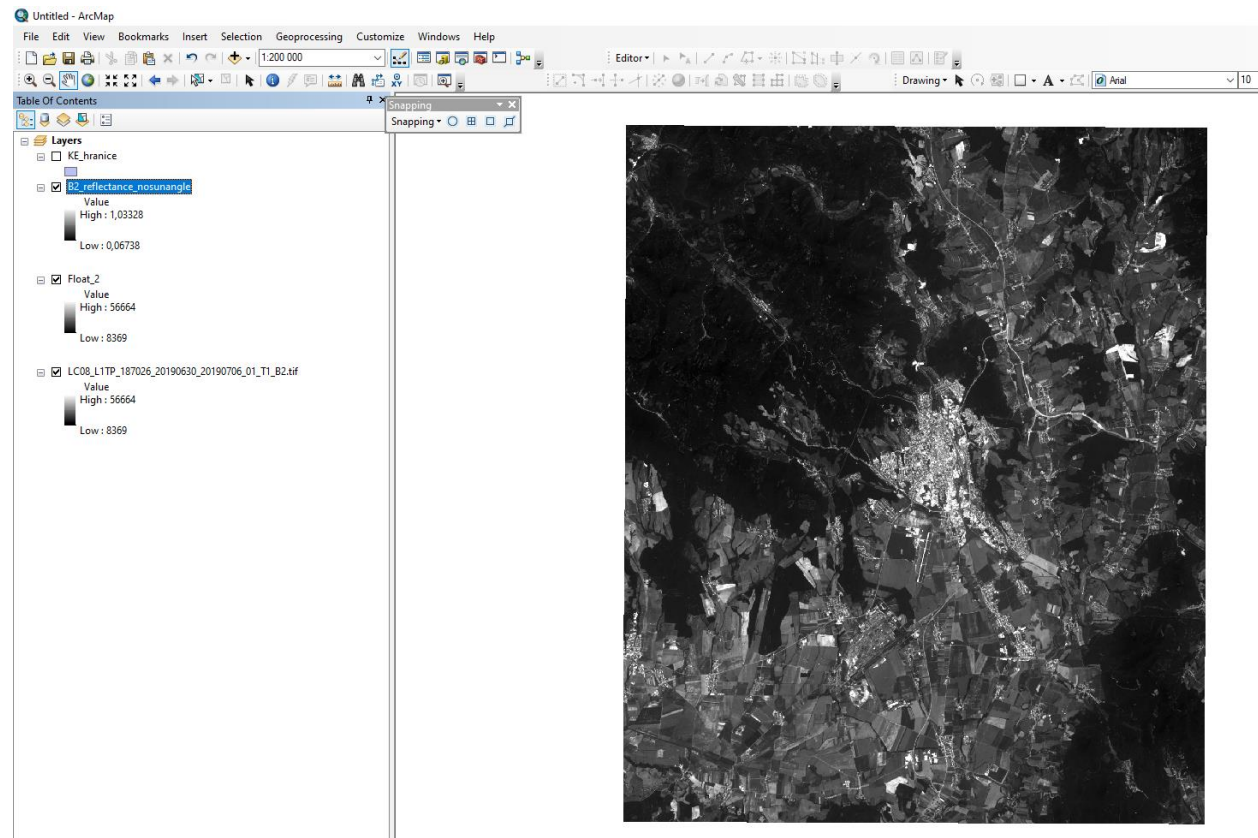 Untitled - ArcMap
File Edit View Bookmarks Insert Selection Geoprocessing Customize Windows Help
1:200 000 Editor
Drawing A Arial 10
Table Of Contents
Snapping
Snapping
Layers
KE_hranice
B2_reflectance_nosunangle
Value
High : 1,03328
Low : 0,06738
Float_2
Value
High : 56664
Low : 8369
LC08_L1TP_187026_20190630_20190706_01_T1_B2.tif
Value
High : 56664
Low : 8369